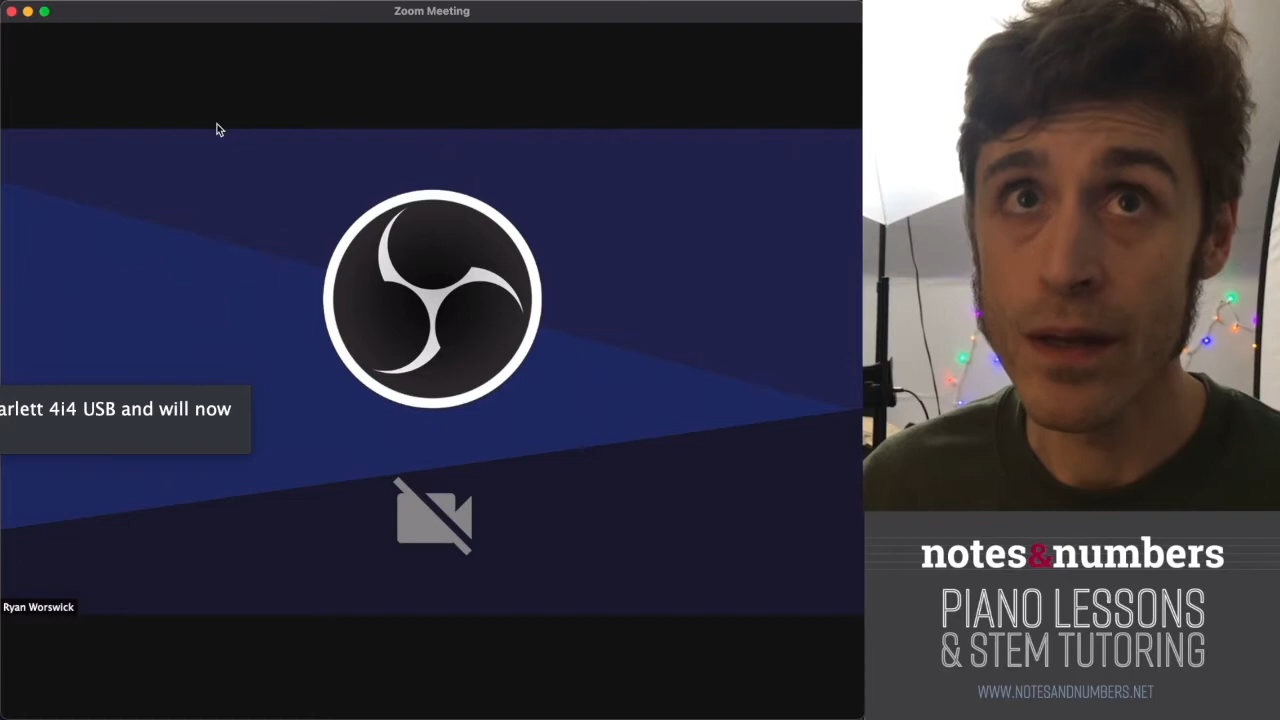 Zoom Meeting
arlett 4i4 USB and will now
Ryan Worswick
notes&numbers
PIANO LESSONS
& STEM TUTORING
WWW.NOTESANDNUMBERS.NET